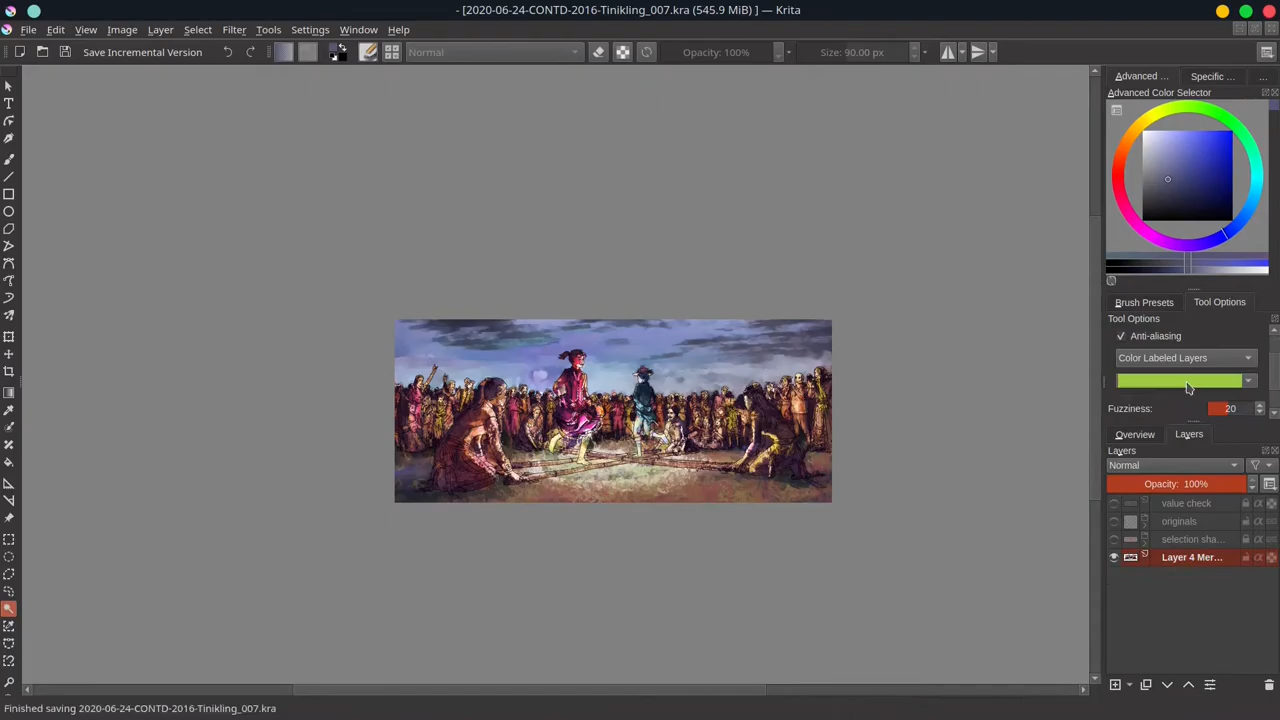 - [2020-06-24-CONTD-2016-Tinikling_007.kra (545.9 MiB) ] — Krita
File Edit View Image Layer Select Filter Tools Settings Window Help
Save Incremental Version Normal Opacity: 100% Size: 90.00 px
Advanced ... Specific ... ...
Advanced Color Selector
Brush Presets Tool Options
Tool Options
Anti-aliasing
Color Labeled Layers
Fuzziness: 20
Overview Layers
Layers
Normal
Opacity: 100%
value check
originals
selection sha...
Layer 4 Mer...
Finished saving 2020-06-24-CONTD-2016-Tinikling_007.kra